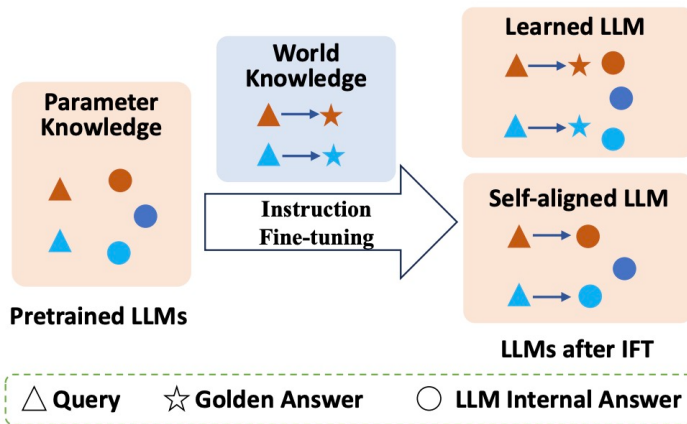 Parameter
Knowledge
Pretrained LLMs
World
Knowledge
Instruction
Fine-tuning
Learned LLM
Self-aligned LLM
LLMs after IFT
Query
Golden Answer
LLM Internal Answer